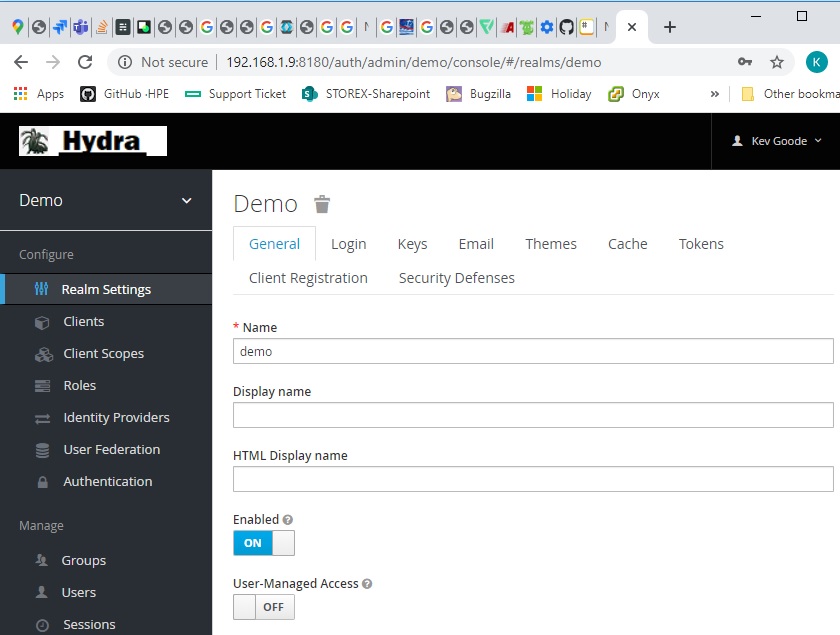 Not secure 192.168.1.9:8180/auth/admin/demo/console/#/realms/demo K
Apps GitHub -HPE Support Ticket STOREX-Sharepoint Bugzilla Holiday Onyx » Other bookma
Hydra Kev Goode
Demo
Configure
Realm Settings
Clients
Client Scopes
Roles
Identity Providers
User Federation
Authentication
Manage
Groups
Users
Sessions
Demo
General Login Keys Email Themes Cache Tokens
Client Registration Security Defenses
* Name
demo
Display name
HTML Display name
Enabled
ON
User-Managed Access
OFF